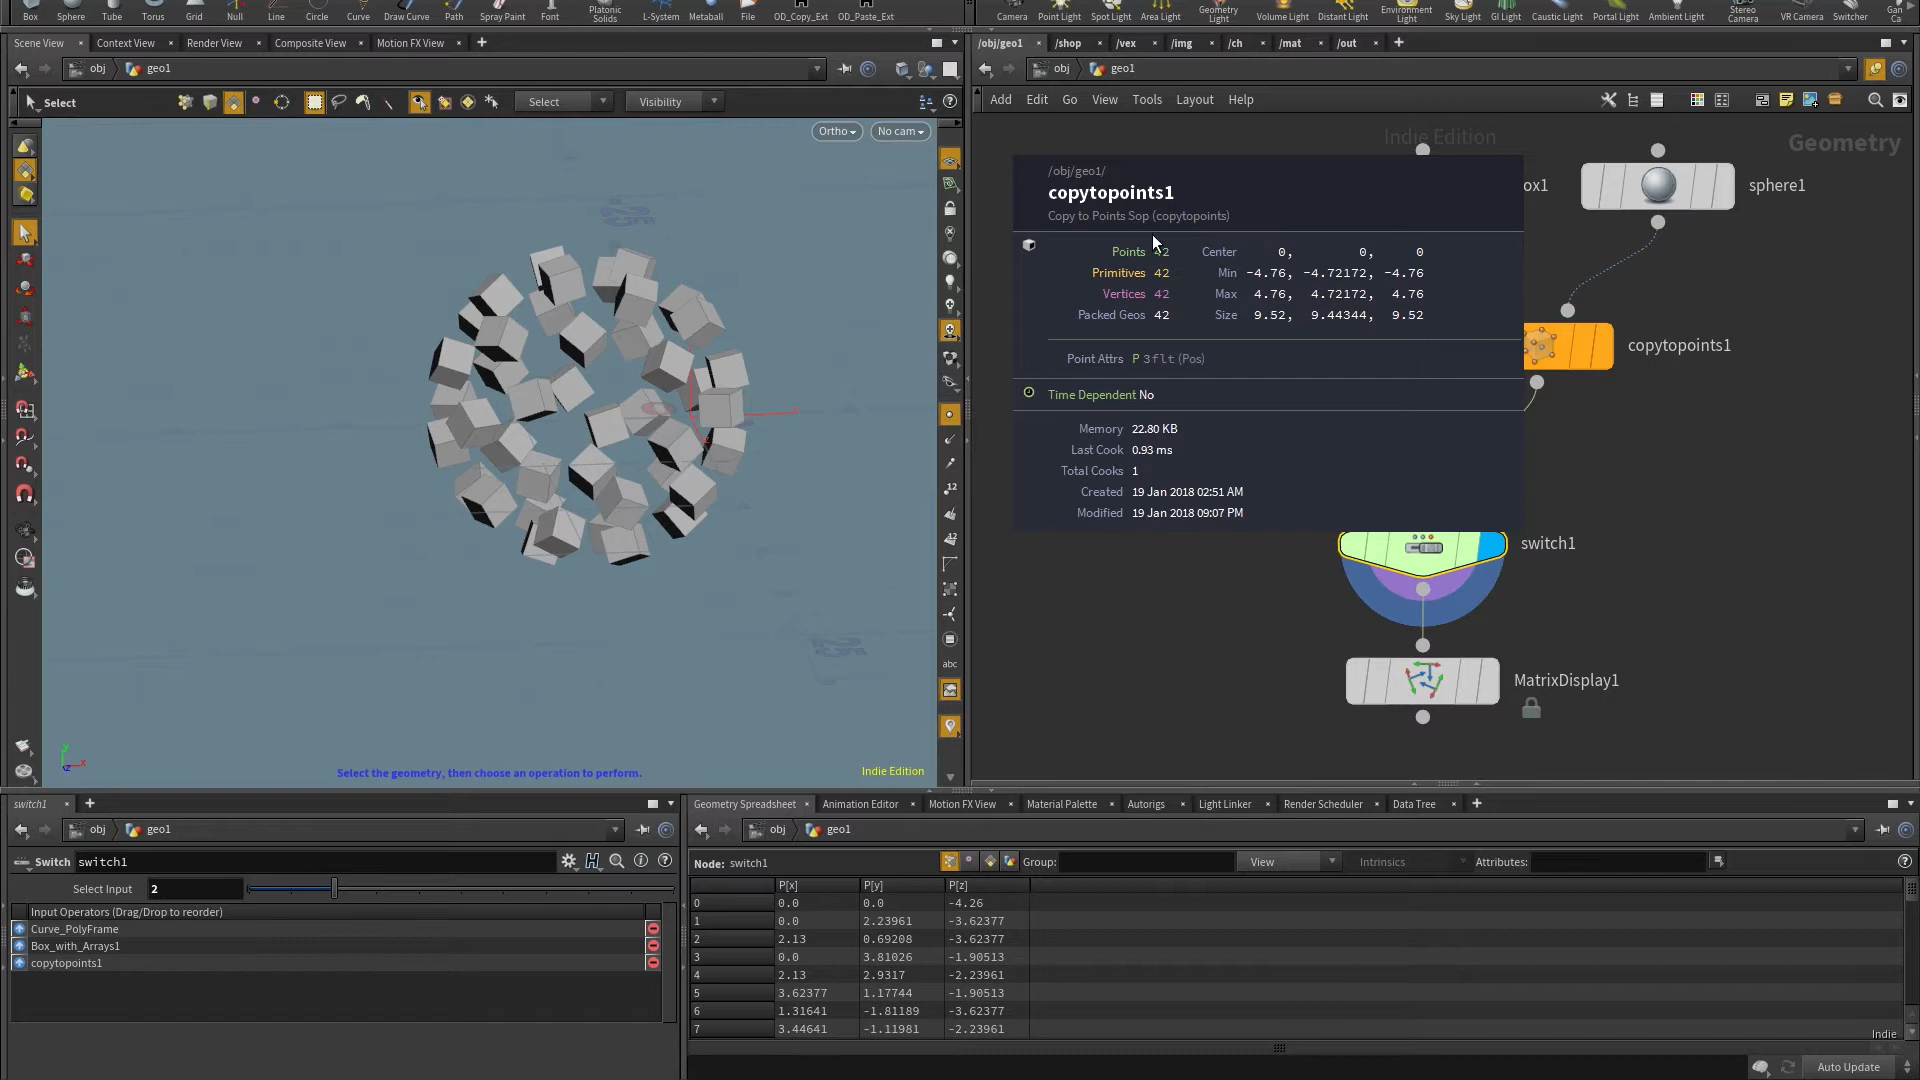 Box Sphere Tube Torus Grid Null Line Circle Curve Draw Curve Path Spray Paint Font Platonic Solids L-System Metaball File OD_Copy_Ext OD_Paste_Ext
Camera Point Light Spot Light Area Light Geometry Light Volume Light Distant Light Environment Light Sky Light GI Light Caustic Light Portal Light Ambient Light Stereo Camera VR Camera Switcher
Scene View Context View Render View Composite View Motion FX View
/obj/geo1 /shop /vex /img /ch /mat /out
obj geo1
obj geo1
Select Select Visibility
Add Edit Go View Tools Layout Help
Ortho No cam
Indie Edition
Geometry
/obj/geo1/
copytopoints1
Copy to Points Sop (copytopoints)
Points 42 Center 0, 0, 0
Primitives 42 Min -4.76, -4.72172, -4.76
Vertices 42 Max 4.76, 4.72172, 4.76
Packed Geos 42 Size 9.52, 9.44344, 9.52
Point Attrs P 3flt (Pos)
Time Dependent No
Memory 22.80 KB
Last Cook 0.93 ms
Total Cooks 1
Created 19 Jan 2018 02:51 AM
Modified 19 Jan 2018 09:07 PM
ox1
sphere1
copytopoints1
switch1
MatrixDisplay1
12
12
abc
y
x
z
Select the geometry, then choose an operation to perform.
Indie Edition
switch1
obj geo1
Switch switch1
Select Input 2
Input Operators (Drag/Drop to reorder)
Curve_PolyFrame
Box_with_Arrays1
copytopoints1
Geometry Spreadsheet Animation Editor Motion FX View Material Palette Autorigs Light Linker Render Scheduler Data Tree
obj geo1
Node: switch1 Group: View Intrinsics Attributes:
P[x] P[y] P[z]
0 0.0 0.0 -4.26
1 0.0 2.23961 -3.62377
2 2.13 0.69208 -3.62377
3 0.0 3.81026 -1.90513
4 2.13 2.9317 -2.23961
5 3.62377 1.17744 -1.90513
6 1.31641 -1.81189 -3.62377
7 3.44641 -1.11981 -2.23961
Indie
Auto Update